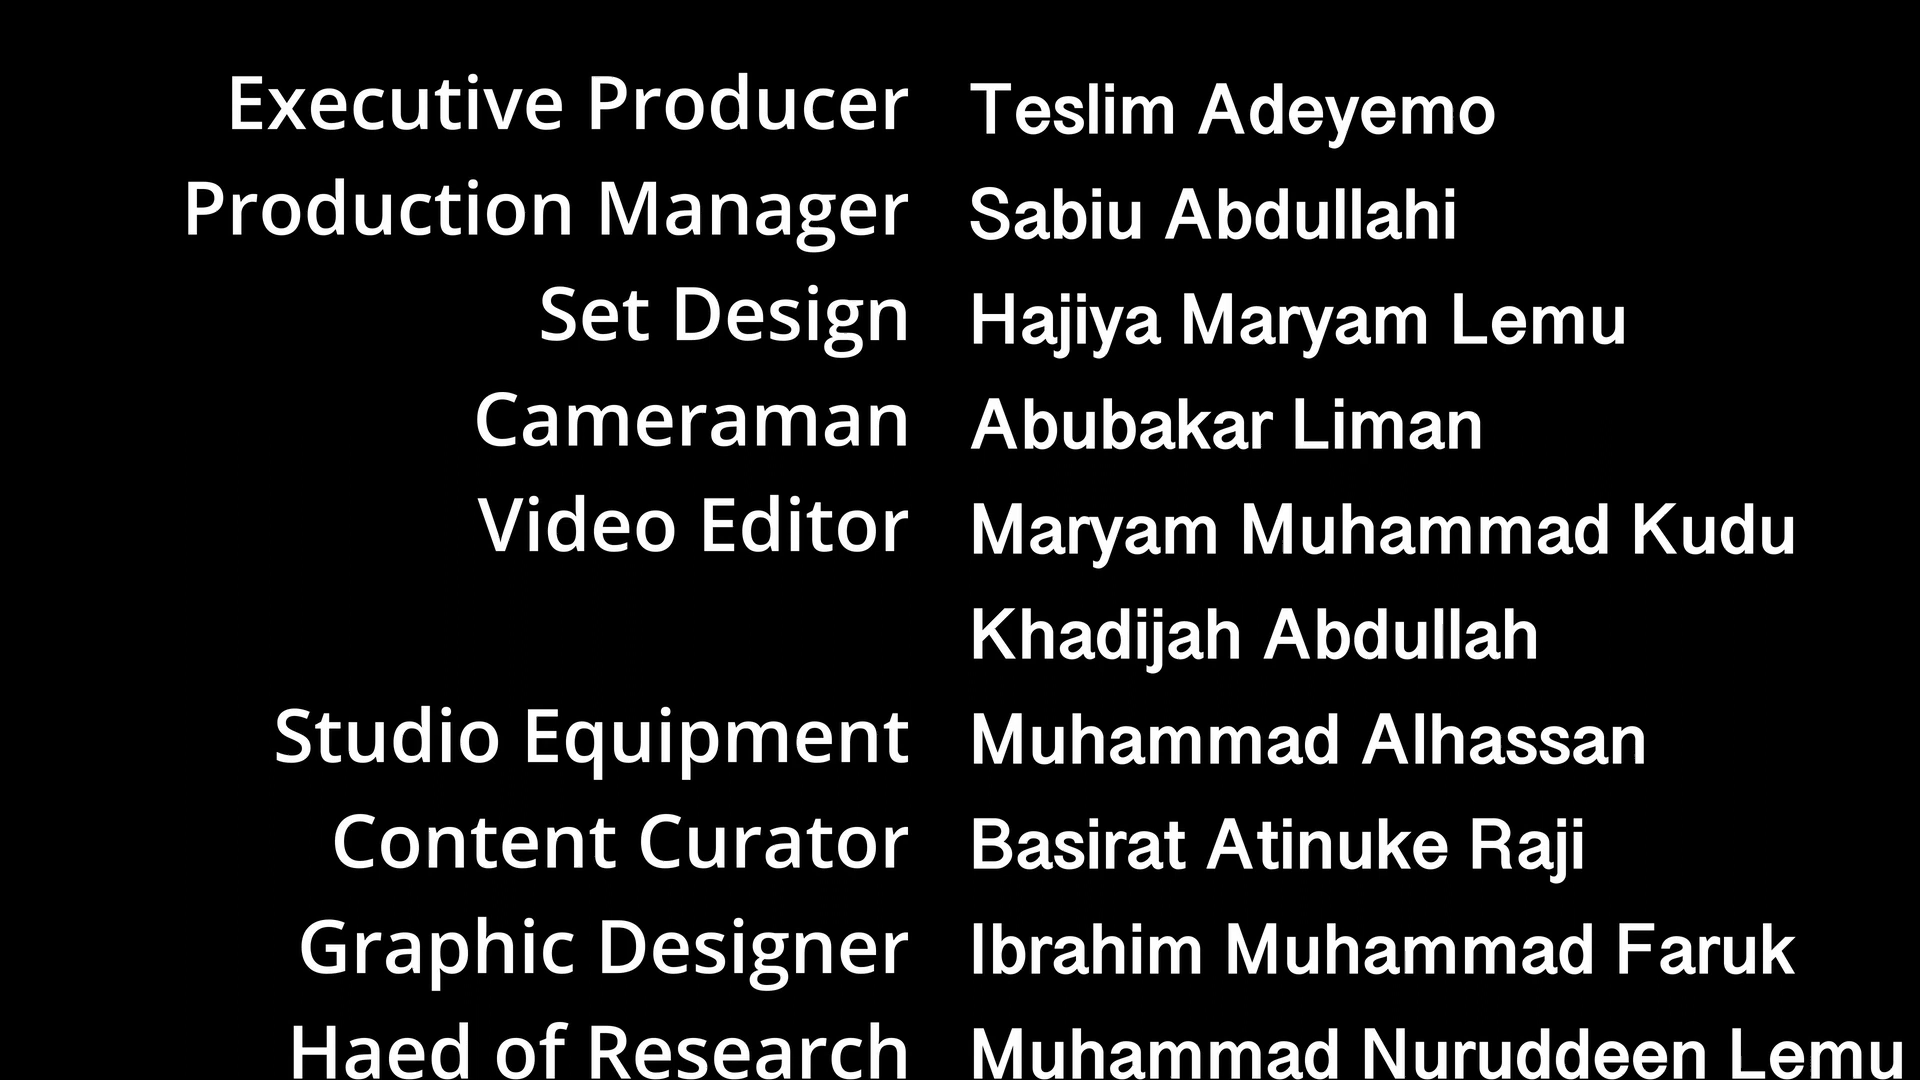 Executive Producer Teslim Adeyemo
Production Manager Sabiu Abdullahi
Set Design Hajiya Maryam Lemu
Cameraman Abubakar Liman
Video Editor Maryam Muhammad Kudu
Khadijah Abdullah
Studio Equipment Muhammad Alhassan
Content Curator Basirat Atinuke Raji
Graphic Designer Ibrahim Muhammad Faruk
Haed of Research Muhammad Nuruddeen Lemu